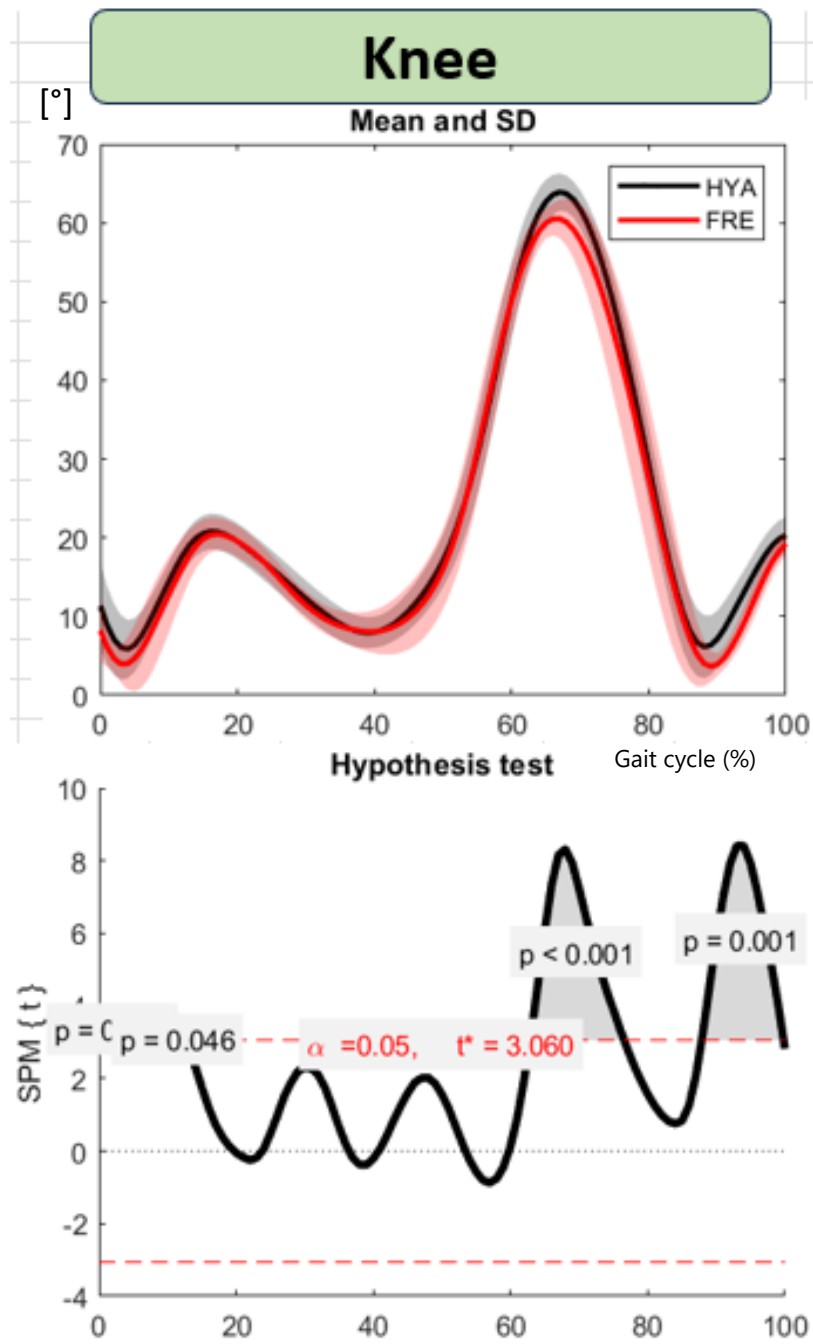 Knee
[°]
Mean and SD
70
60
50
40
30
20
10
0
HYA
FRE
0 20 40 60 80 100
Gait cycle (%)
Hypothesis test
10
8
6
2
0
-2
-4
SPM { t }
p < 0.001
p = 0.001
p = 0.046
α =0.05, t* = 3.060
0 20 40 60 80 100